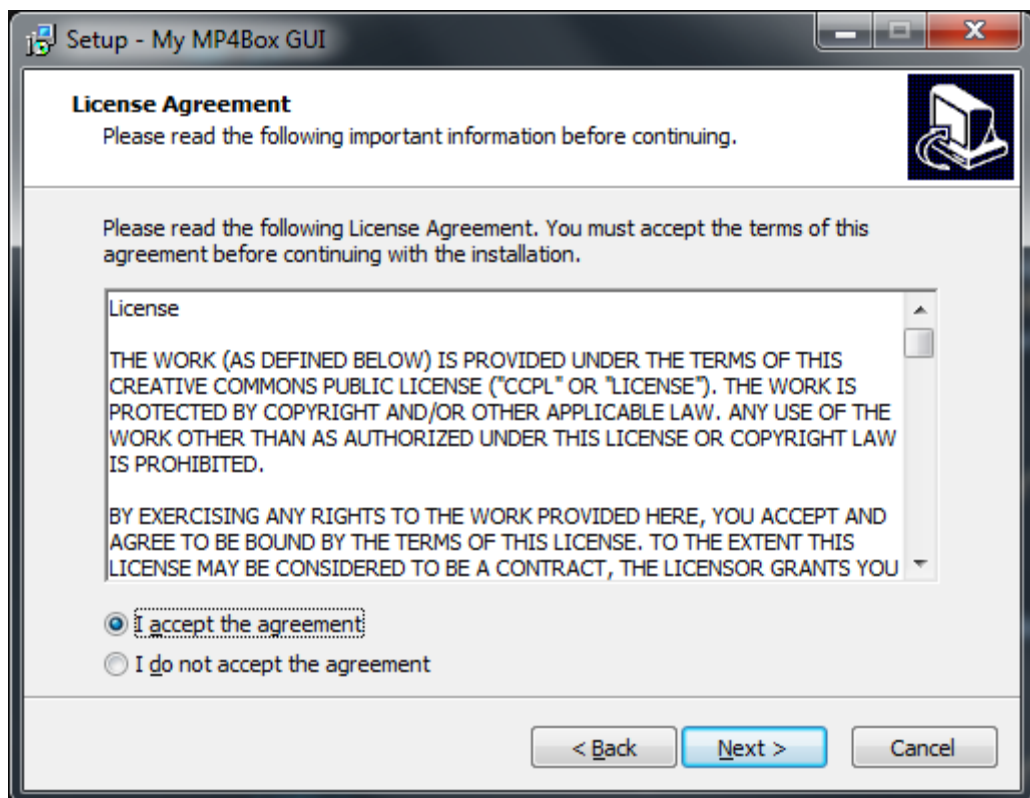 Setup - My MP4Box GUI
License Agreement
Please read the following important information before continuing.
Please read the following License Agreement. You must accept the terms of this
agreement before continuing with the installation.
License
THE WORK (AS DEFINED BELOW) IS PROVIDED UNDER THE TERMS OF THIS
CREATIVE COMMONS PUBLIC LICENSE ("CCPL" OR "LICENSE"). THE WORK IS
PROTECTED BY COPYRIGHT AND/OR OTHER APPLICABLE LAW. ANY USE OF THE
WORK OTHER THAN AS AUTHORIZED UNDER THIS LICENSE OR COPYRIGHT LAW
IS PROHIBITED.
BY EXERCISING ANY RIGHTS TO THE WORK PROVIDED HERE, YOU ACCEPT AND
AGREE TO BE BOUND BY THE TERMS OF THIS LICENSE. TO THE EXTENT THIS
LICENSE MAY BE CONSIDERED TO BE A CONTRACT, THE LICENSOR GRANTS YOU
I accept the agreement
I do not accept the agreement
< Back Next > Cancel